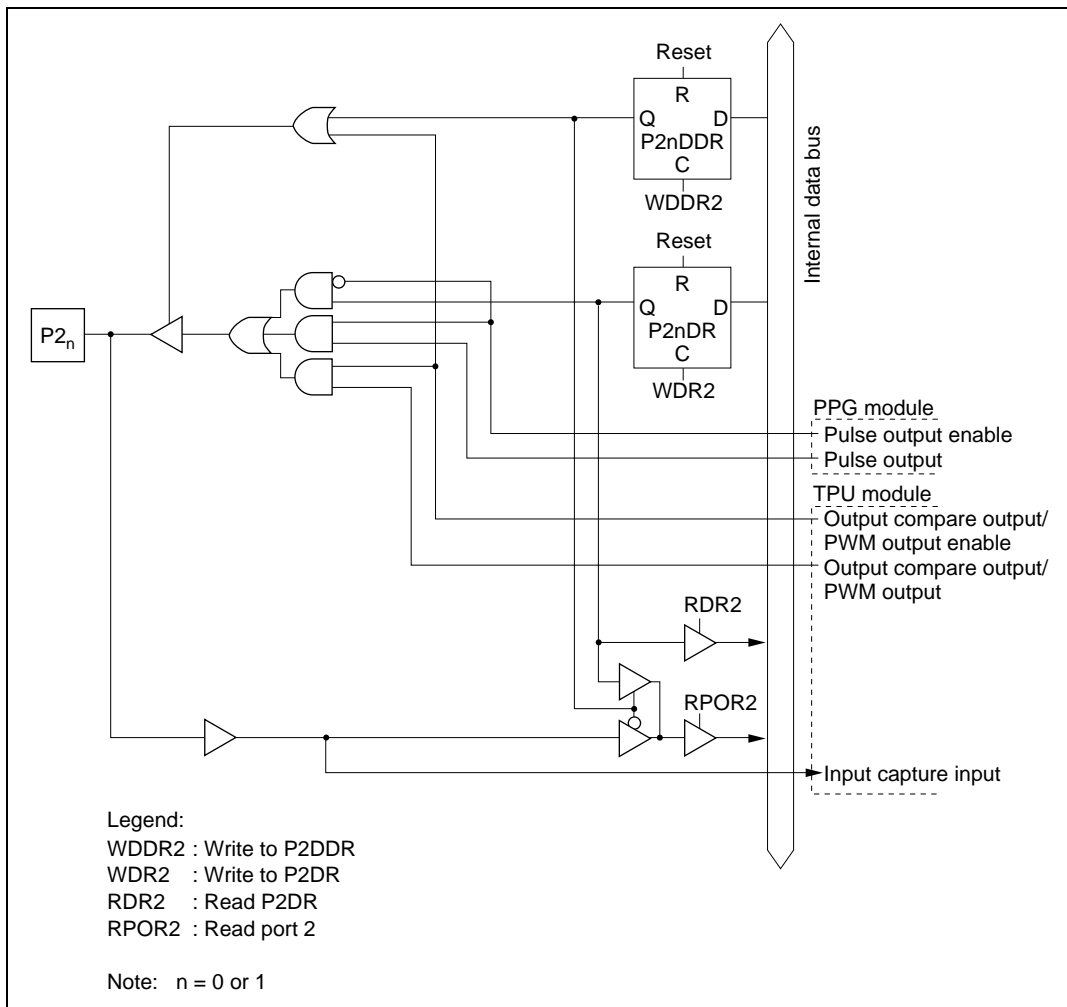 Reset
R
Q D
P2nDDR
C
WDDR2
Internal data bus
Reset
R
Q D
P2nDR
C
WDR2
P2n
PPG module
Pulse output enable
Pulse output
TPU module
Output compare output/
PWM output enable
Output compare output/
PWM output
RDR2
RPOR2
Input capture input
Legend:
WDDR2 : Write to P2DDR
WDR2 : Write to P2DR
RDR2 : Read P2DR
RPOR2 : Read port 2
Note: n = 0 or 1